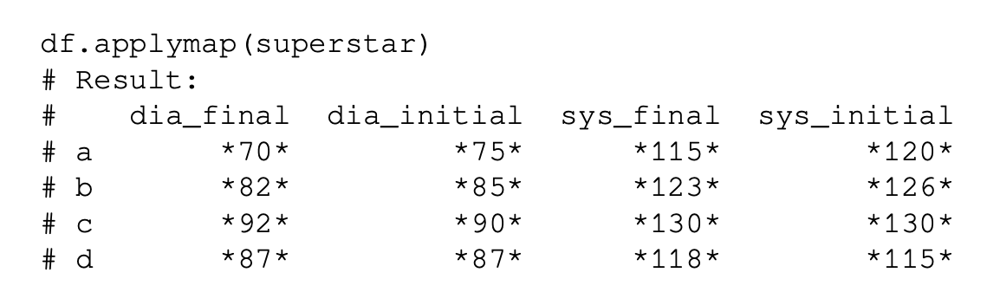 df.applymap(superstar)
# Result:
#    dia_final  dia_initial  sys_final  sys_initial
# a       *70*         *75*      *115*        *120*
# b       *82*         *85*      *123*        *126*
# c       *92*         *90*      *130*        *130*
# d       *87*         *87*      *118*        *115*